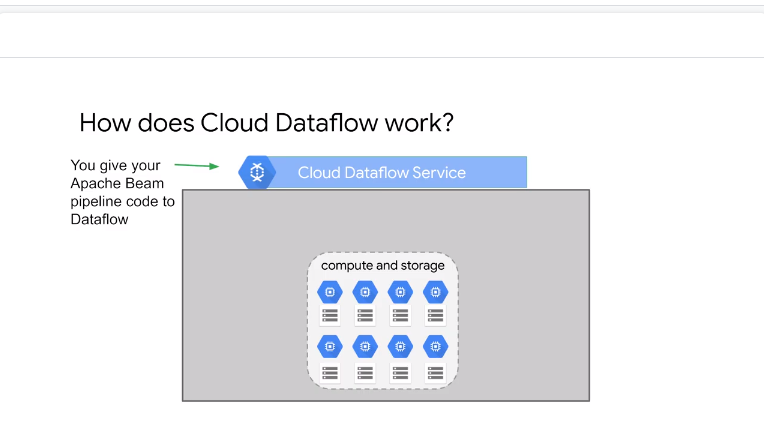 How does Cloud Dataflow work?
You give your
Apache Beam
pipeline code to
Dataflow
Cloud Dataflow Service
compute and storage